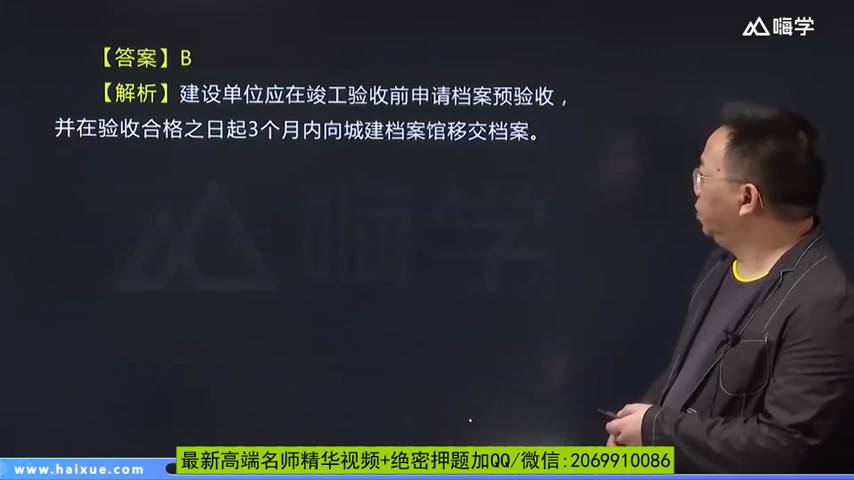 嗨学
【答案】B
【解析】建设单位应在竣工验收前申请档案预验收，
并在验收合格之日起3个月内向城建档案馆移交档案。
嗨学
www.haixue.com
最新高端名师精华视频+绝密押题加QQ/微信:2069910086